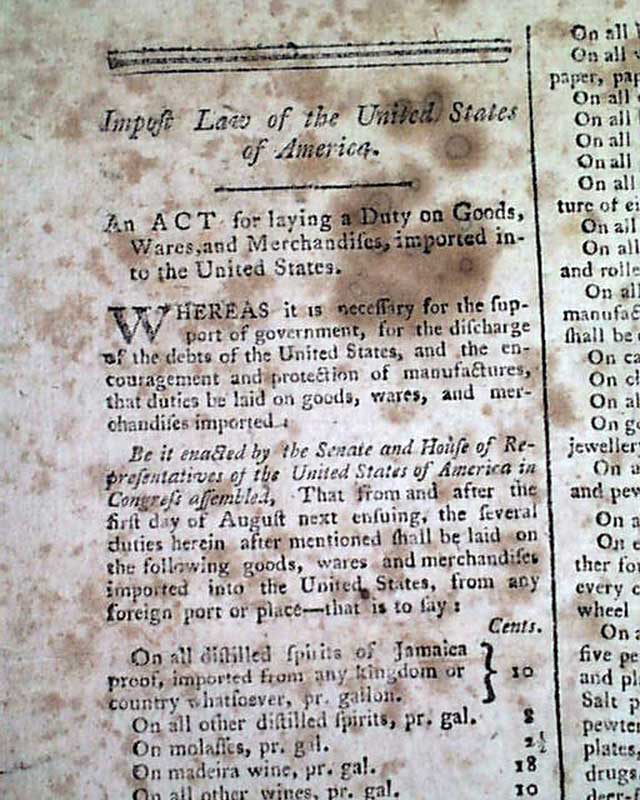 Impoſt Law of the United States
of America.
An ACT for laying a Duty on Goods,
Wares, and Merchandiſes, imported in-
to the United States.
WHEREAS it is neceſſary for the ſup-
port of government, for the diſcharge
of the debts of the United States, and the en-
couragement and protection of manufactures,
that duties be laid on goods, wares, and mer-
chandiſes imported :
Be it enacted by the Senate and Houſe of Re-
preſentatives of the United States of America in
Congreſs aſſembled, That from and after the
firſt day of Auguſt next enſuing, the ſeveral
duties herein after mentioned ſhall be laid on
the following goods, wares and merchandiſes
imported into the United States, from any
foreign port or place—that is to ſay :
Cents.
On all diſtilled ſpirits of Jamaica
proof, imported from any kingdom or
country whatſoever, pr. gallon. } 10
On all other diſtilled ſpirits, pr. gal. 8
On molaſſes, pr. gal. 2½
On madeira wine, pr. gal. 18
On all other wines, pr. gal. 10
On all
On all
paper, pap
On all
On all
On all
On all
On all
ture of ei
On all
On all
and rolle
On all
manufac
ſhall be
On ca
On cl
On al
On go
jewellery
On
and pew
On a
On e
ther for
every c
wheel
On a
five pe
and pl
Salt p
pewter
plates,
drugs,
deer-